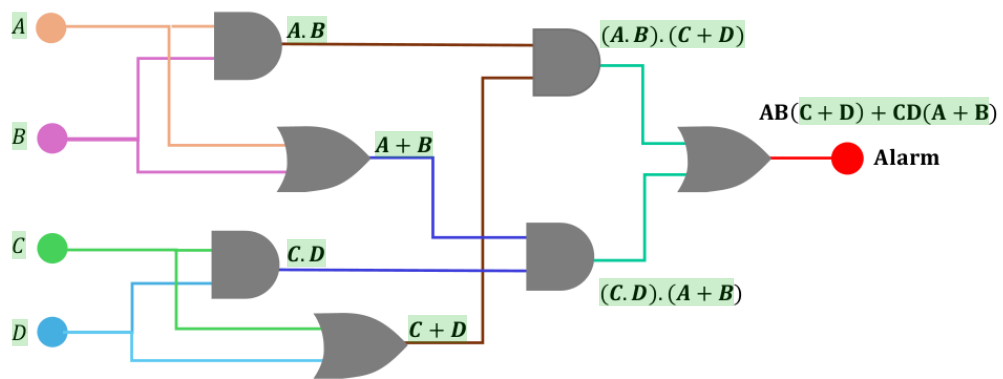 A
A.B
(A.B).(C + D)
AB(C + D) + CD(A + B)
B
A + B
Alarm
C
C.D
(C.D).(A + B)
D
C + D